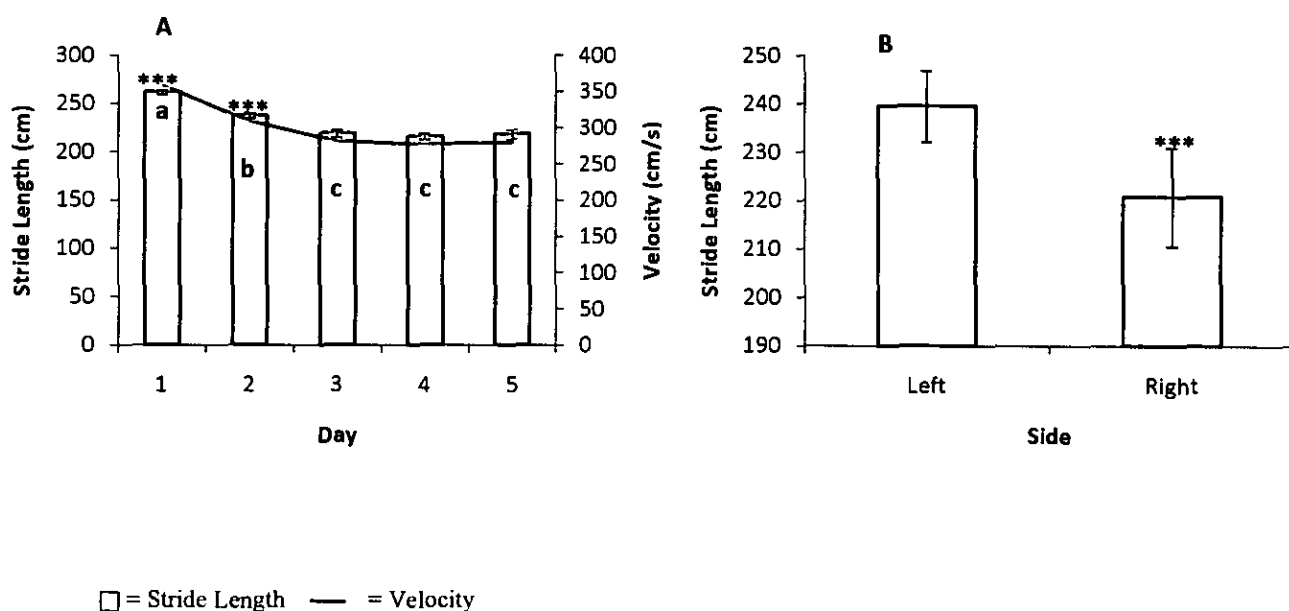 A
Stride Length (cm)
300
250
200
150
100
50
0
***
a
***
b
c
c
c
400
350
300
250
200
150
100
50
0
Velocity (cm/s)
1 2 3 4 5
Day
B
Stride Length (cm)
250
240
230
220
210
200
190
***
Left Right
Side
= Stride Length = Velocity